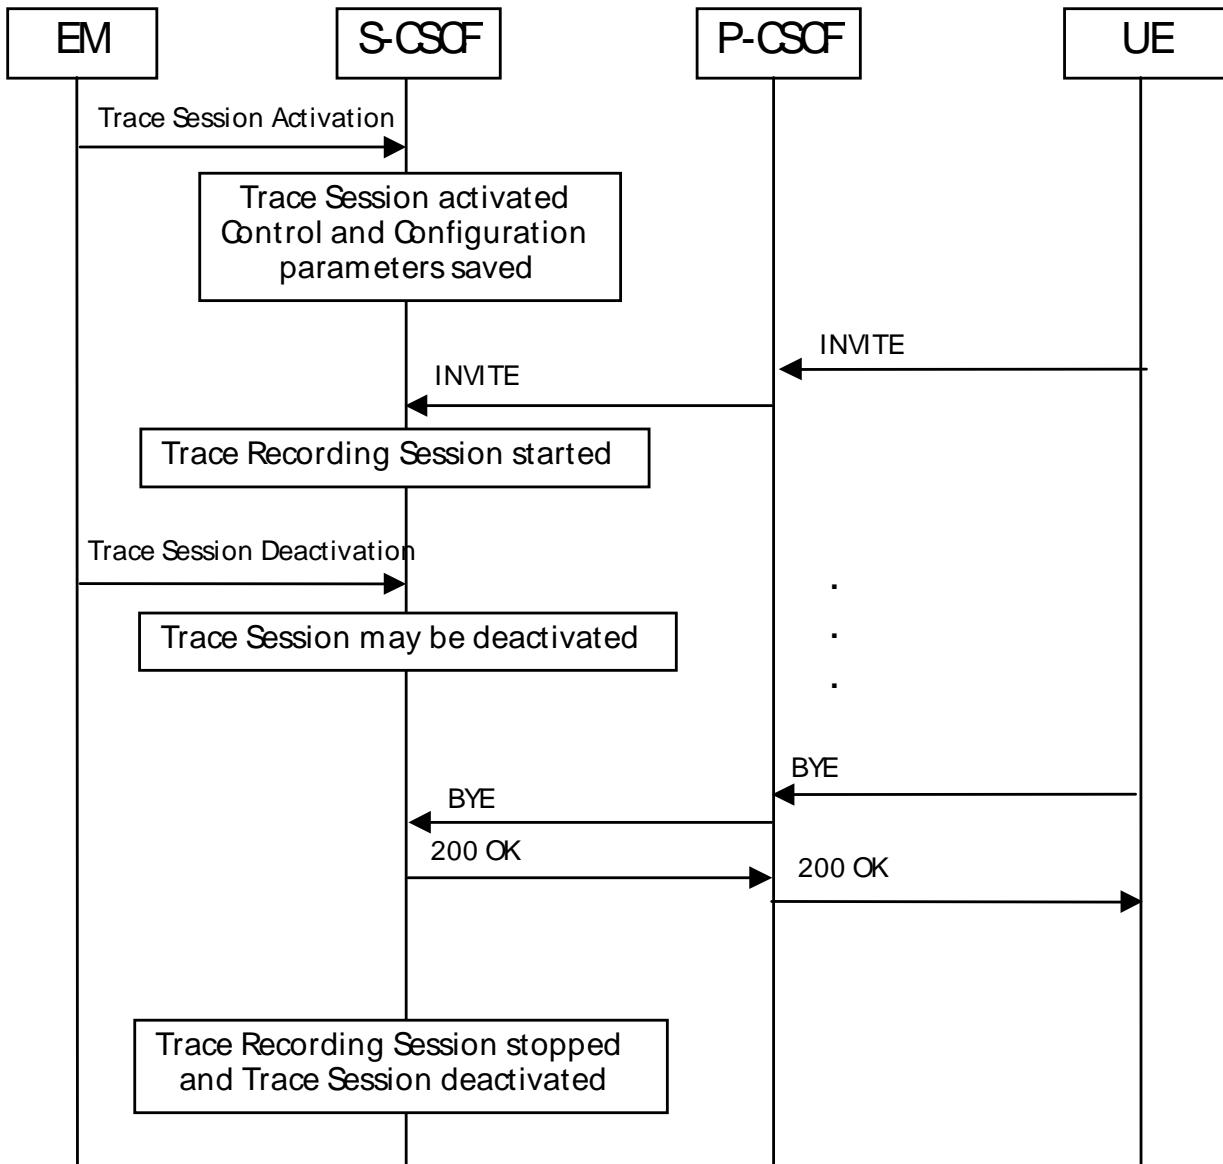 EM
S-CSCF
P-CSCF
UE
Trace Session Activation
Trace Session activated
Control and Configuration
parameters saved
INVITE
INVITE
Trace Recording Session started
Trace Session Deactivation
.
Trace Session may be deactivated
.
.
BYE
BYE
200 OK
200 OK
Trace Recording Session stopped
and Trace Session deactivated